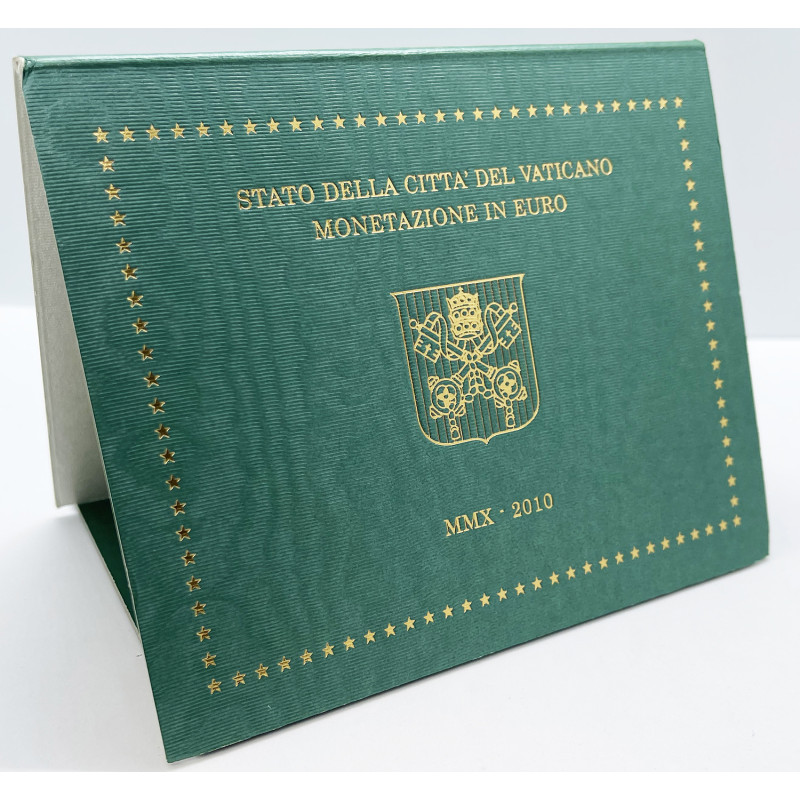 STATO DELLA CITTA' DEL VATICANO
MONETAZIONE IN EURO
MMX · 2010